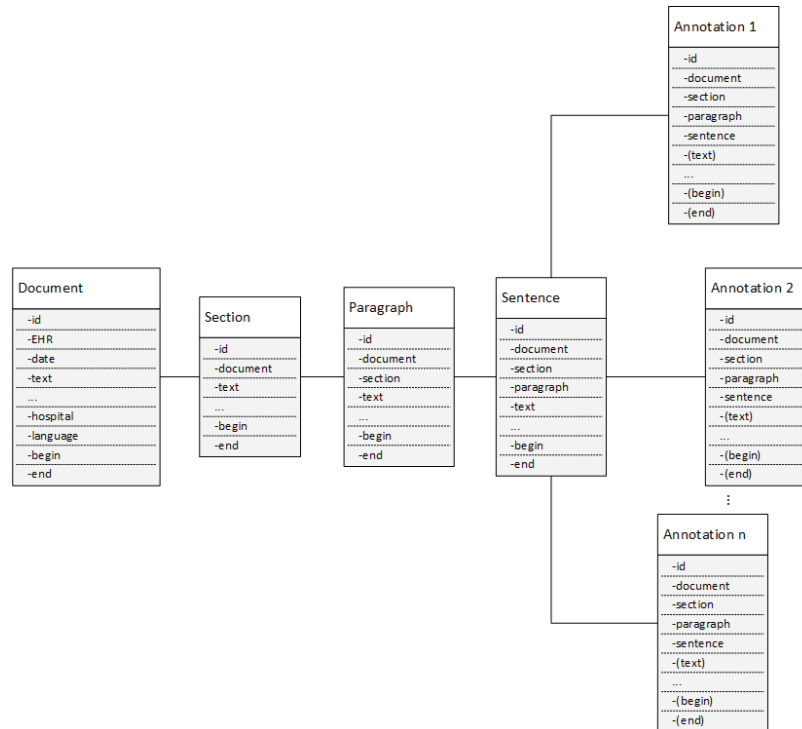 Document
-id
-EHR
-date
-text
...
-hospital
-language
-begin
-end
Section
-id
-document
-text
...
-begin
-end
Paragraph
-id
-document
-section
-text
...
-begin
-end
Sentence
-id
-document
-section
-paragraph
-text
...
-begin
-end
Annotation 1
-id
-document
-section
-paragraph
-sentence
-(text)
...
-(begin)
-(end)
Annotation 2
-id
-document
-section
-paragraph
-sentence
-(text)
...
-(begin)
-(end)
⋮
Annotation n
-id
-document
-section
-paragraph
-sentence
-(text)
...
-(begin)
-(end)